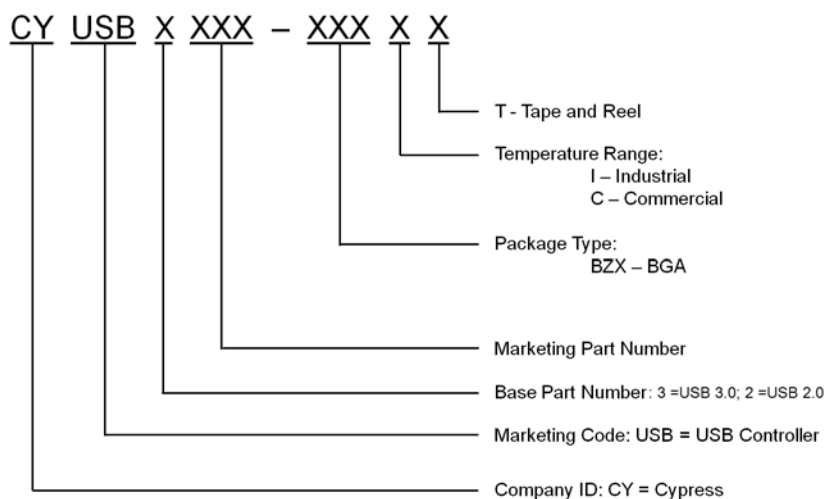 CY USB X XXX – XXX X X
T - Tape and Reel
Temperature Range:
I – Industrial
C – Commercial
Package Type:
BZX – BGA
Marketing Part Number
Base Part Number: 3 =USB 3.0; 2 =USB 2.0
Marketing Code: USB = USB Controller
Company ID: CY = Cypress